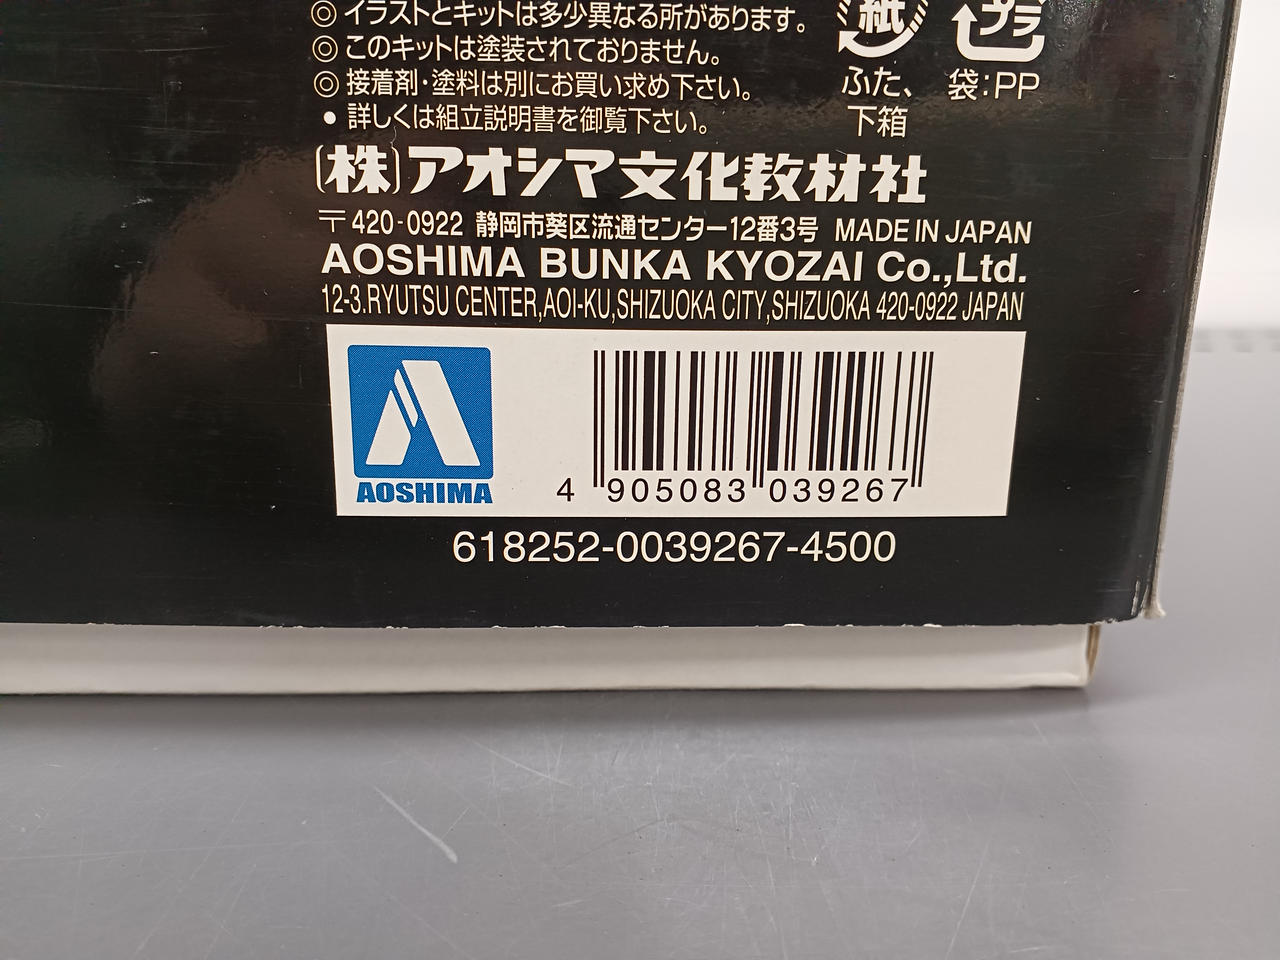 ◎ イラストとキットは多少異なる所があります。
◎ このキットは塗装されておりません。
◎ 接着剤・塗料は別にお買い求め下さい。
• 詳しくは組立説明書を御覧下さい。
紙
ふた、
下箱
プラ
袋:PP
(株)アオシマ文化教材社
〒420-0922 静岡市葵区流通センター12番3号 MADE IN JAPAN
AOSHIMA BUNKA KYOZAI Co.,Ltd.
12-3.RYUTSU CENTER,AOI-KU,SHIZUOKA CITY,SHIZUOKA 420-0922 JAPAN
AOSHIMA
4 905083 039267
618252-0039267-4500